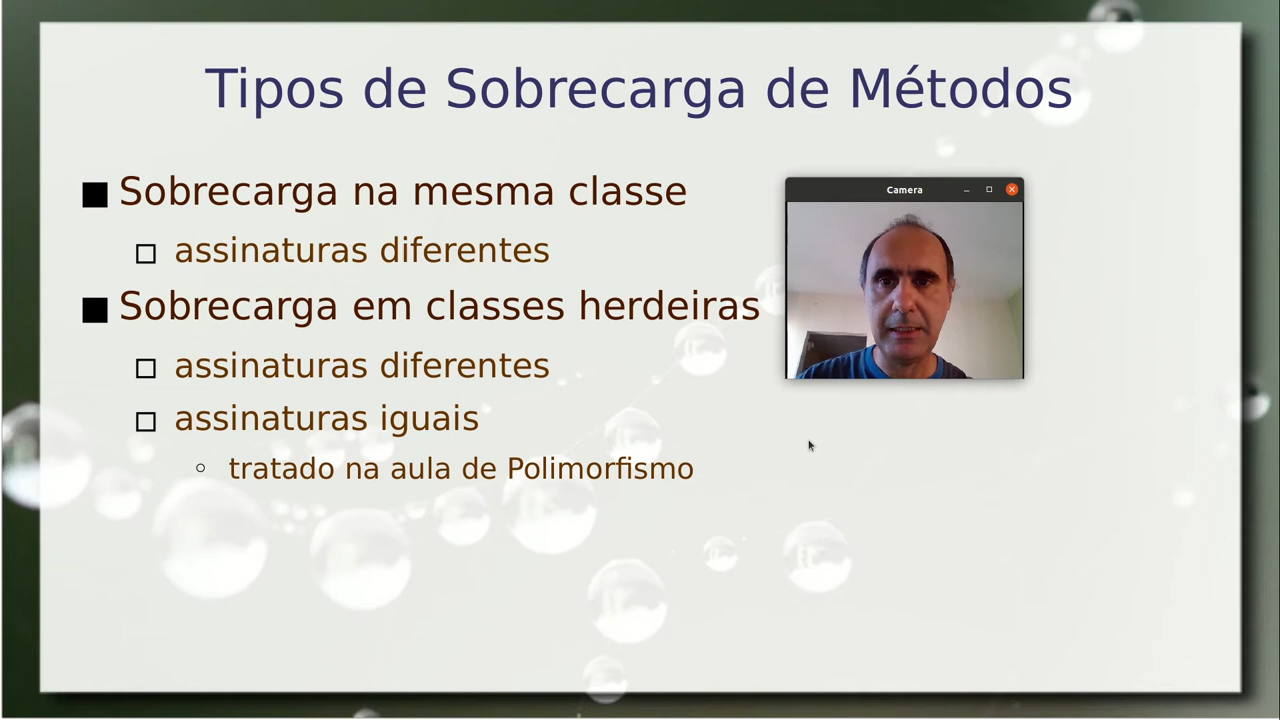 Tipos de Sobrecarga de Métodos
Sobrecarga na mesma classe
assinaturas diferentes
Sobrecarga em classes herdeiras
assinaturas diferentes
assinaturas iguais
tratado na aula de Polimorfismo
Camera